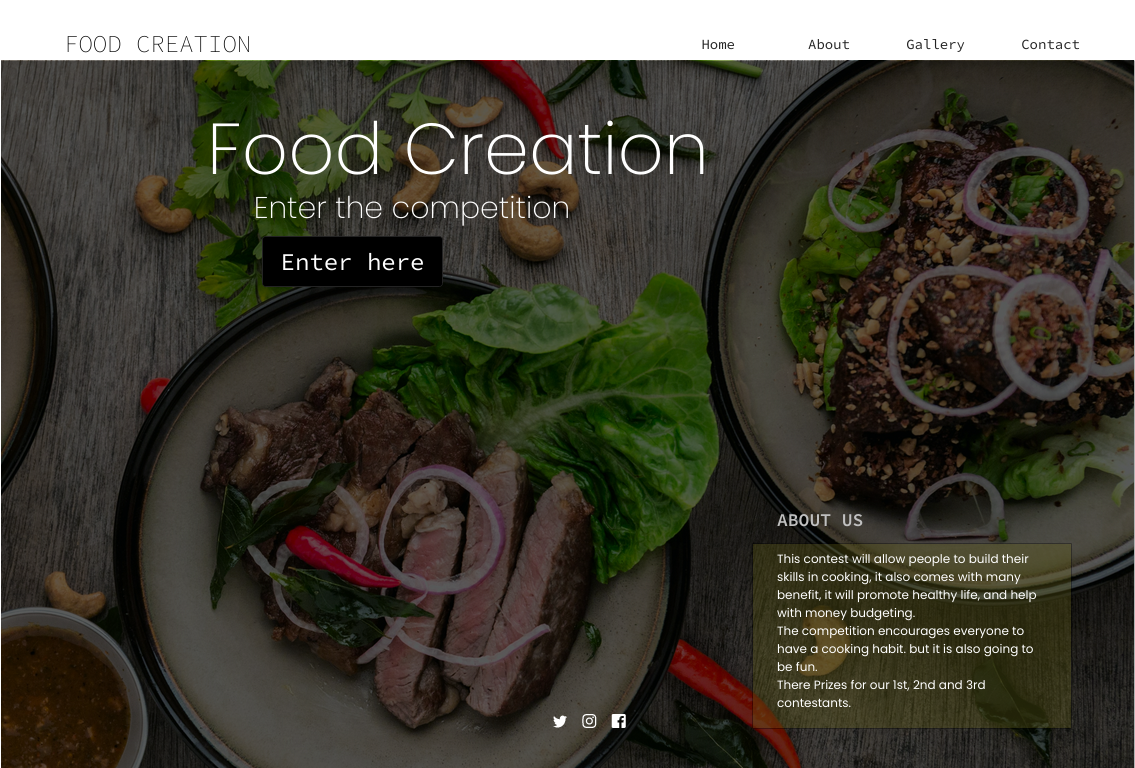 FOOD CREATION
Home About Gallery Contact
Food Creation
Enter the competition
Enter here
ABOUT US
This contest will allow people to build their
skills in cooking, it also comes with many
benefit, it will promote healthy life, and help
with money budgeting.
The competition encourages everyone to
have a cooking habit. but it is also going to
be fun.
There Prizes for our 1st, 2nd and 3rd
contestants.